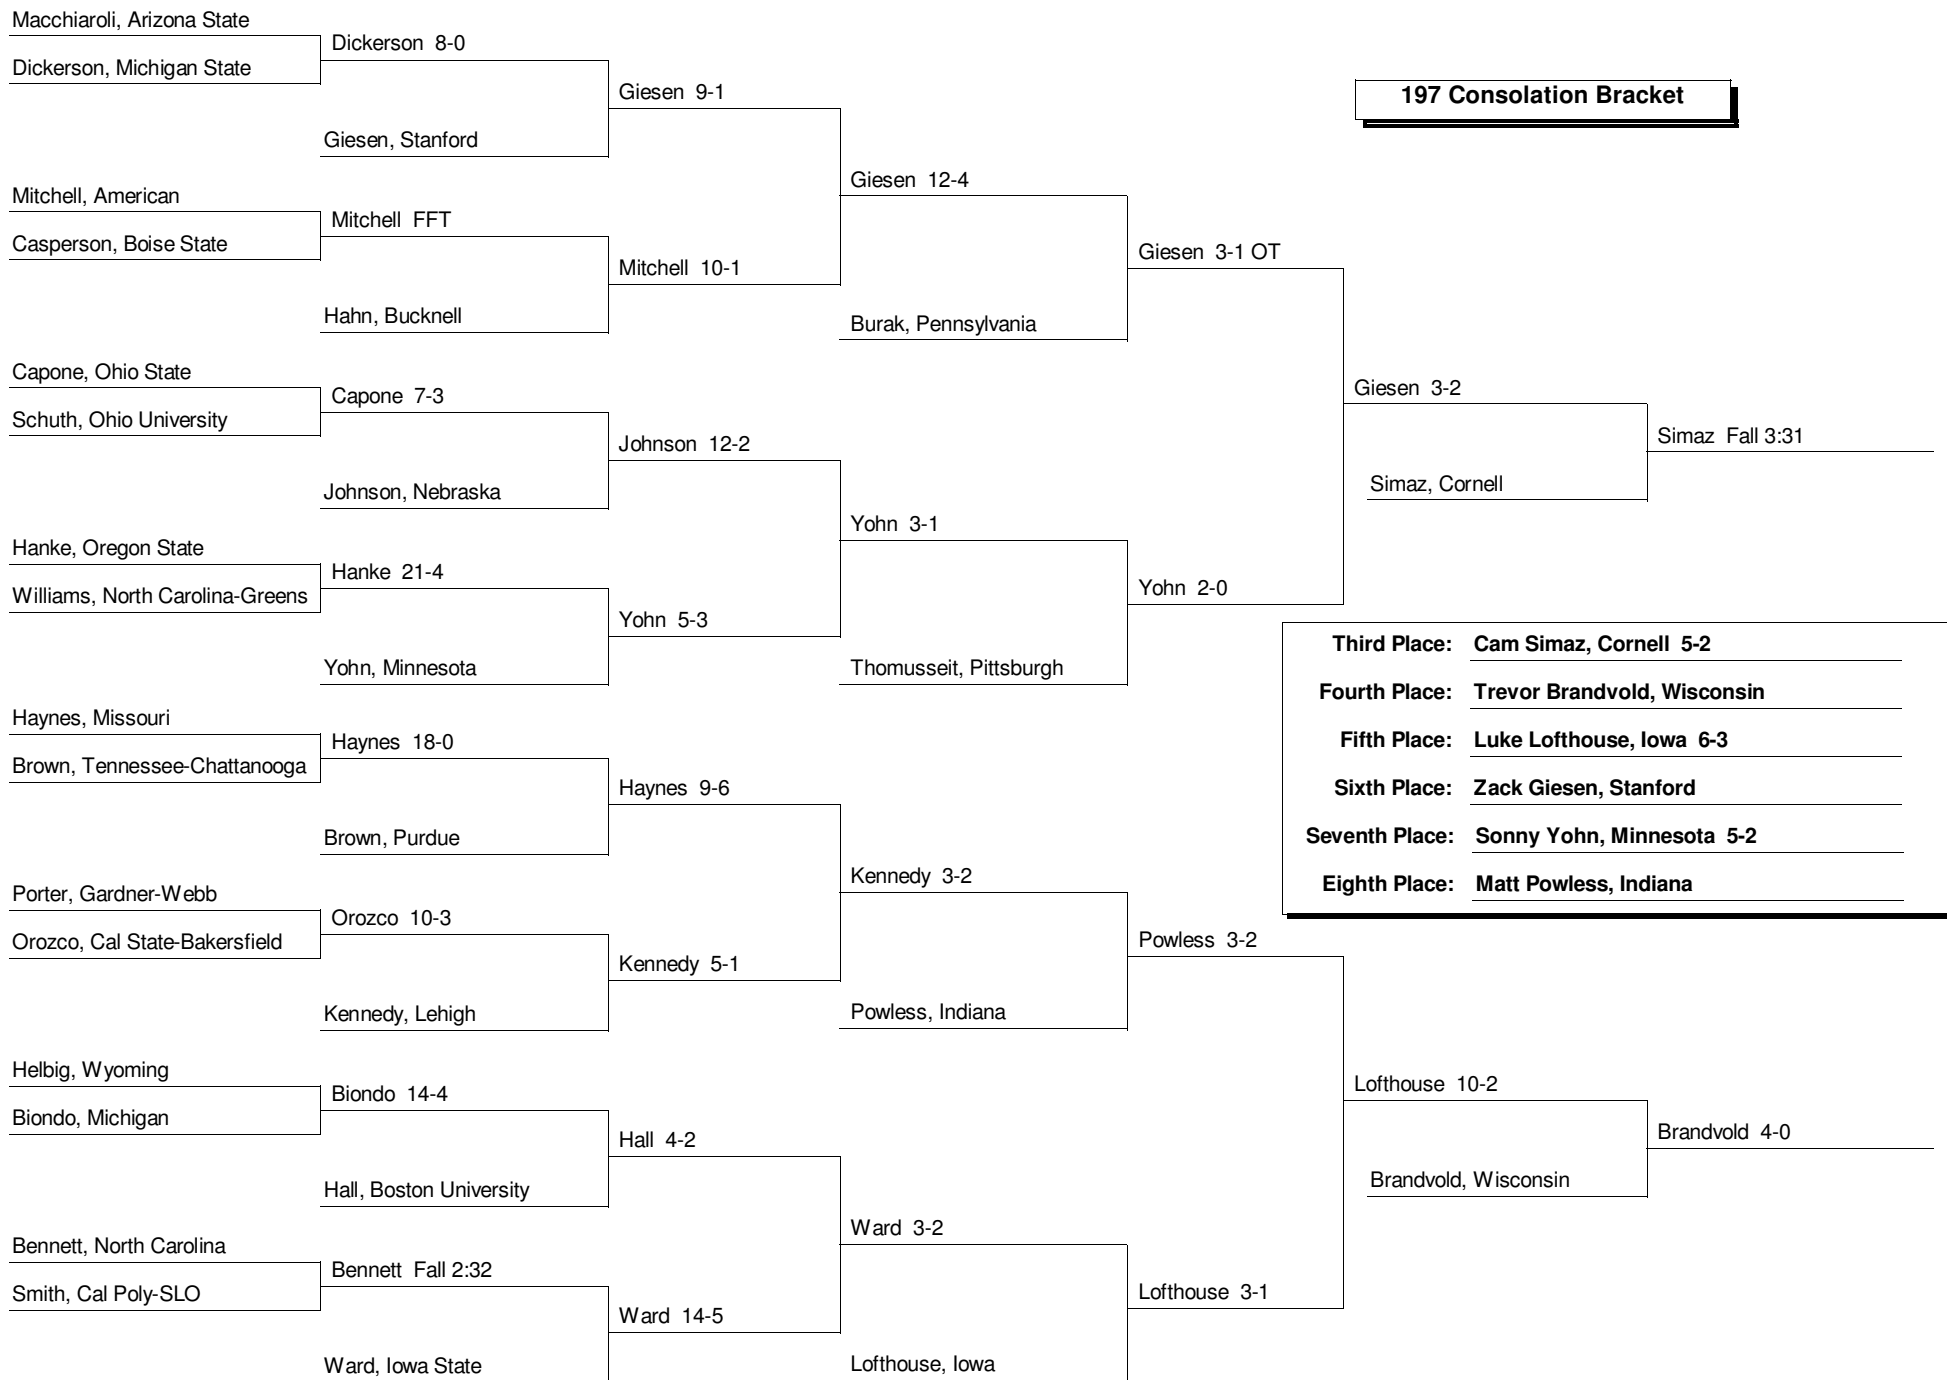 Macchiaroli, Arizona State
Dickerson 8-0
Dickerson, Michigan State
Giesen 9-1
197 Consolation Bracket
Giesen, Stanford
Giesen 12-4
Mitchell, American
Mitchell FFT
Casperson, Boise State
Giesen 3-1 OT
Mitchell 10-1
Hahn, Bucknell
Burak, Pennsylvania
Capone, Ohio State
Giesen 3-2
Capone 7-3
Schuth, Ohio University
Simaz Fall 3:31
Johnson 12-2
Simaz, Cornell
Johnson, Nebraska
Yohn 3-1
Hanke, Oregon State
Hanke 21-4
Yohn 2-0
Williams, North Carolina-Greens
Yohn 5-3
Third Place: Cam Simaz, Cornell 5-2
Yohn, Minnesota
Thomusseit, Pittsburgh
Fourth Place: Trevor Brandvold, Wisconsin
Haynes, Missouri
Haynes 18-0
Fifth Place: Luke Lofthouse, Iowa 6-3
Brown, Tennessee-Chattanooga
Haynes 9-6
Sixth Place: Zack Giesen, Stanford
Brown, Purdue
Seventh Place: Sonny Yohn, Minnesota 5-2
Kennedy 3-2
Eighth Place: Matt Powless, Indiana
Porter, Gardner-Webb
Orozco 10-3
Orozco, Cal State-Bakersfield
Powless 3-2
Kennedy 5-1
Kennedy, Lehigh
Powless, Indiana
Helbig, Wyoming
Lofthouse 10-2
Biondo 14-4
Biondo, Michigan
Brandvold 4-0
Hall 4-2
Brandvold, Wisconsin
Hall, Boston University
Ward 3-2
Bennett, North Carolina
Bennett Fall 2:32
Smith, Cal Poly-SLO
Lofthouse 3-1
Ward 14-5
Lofthouse, Iowa
Ward, Iowa State